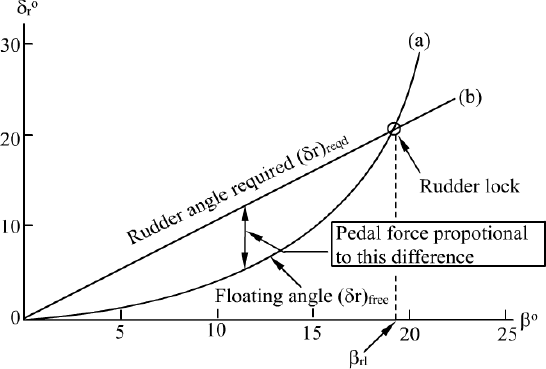 δr°
30
20
10
0
(a)
(b)
Rudder angle required (δr)reqd
Rudder lock
Pedal force propotional
to this difference
Floating angle (δr)free
5
10
15
20
25
β°
βrl